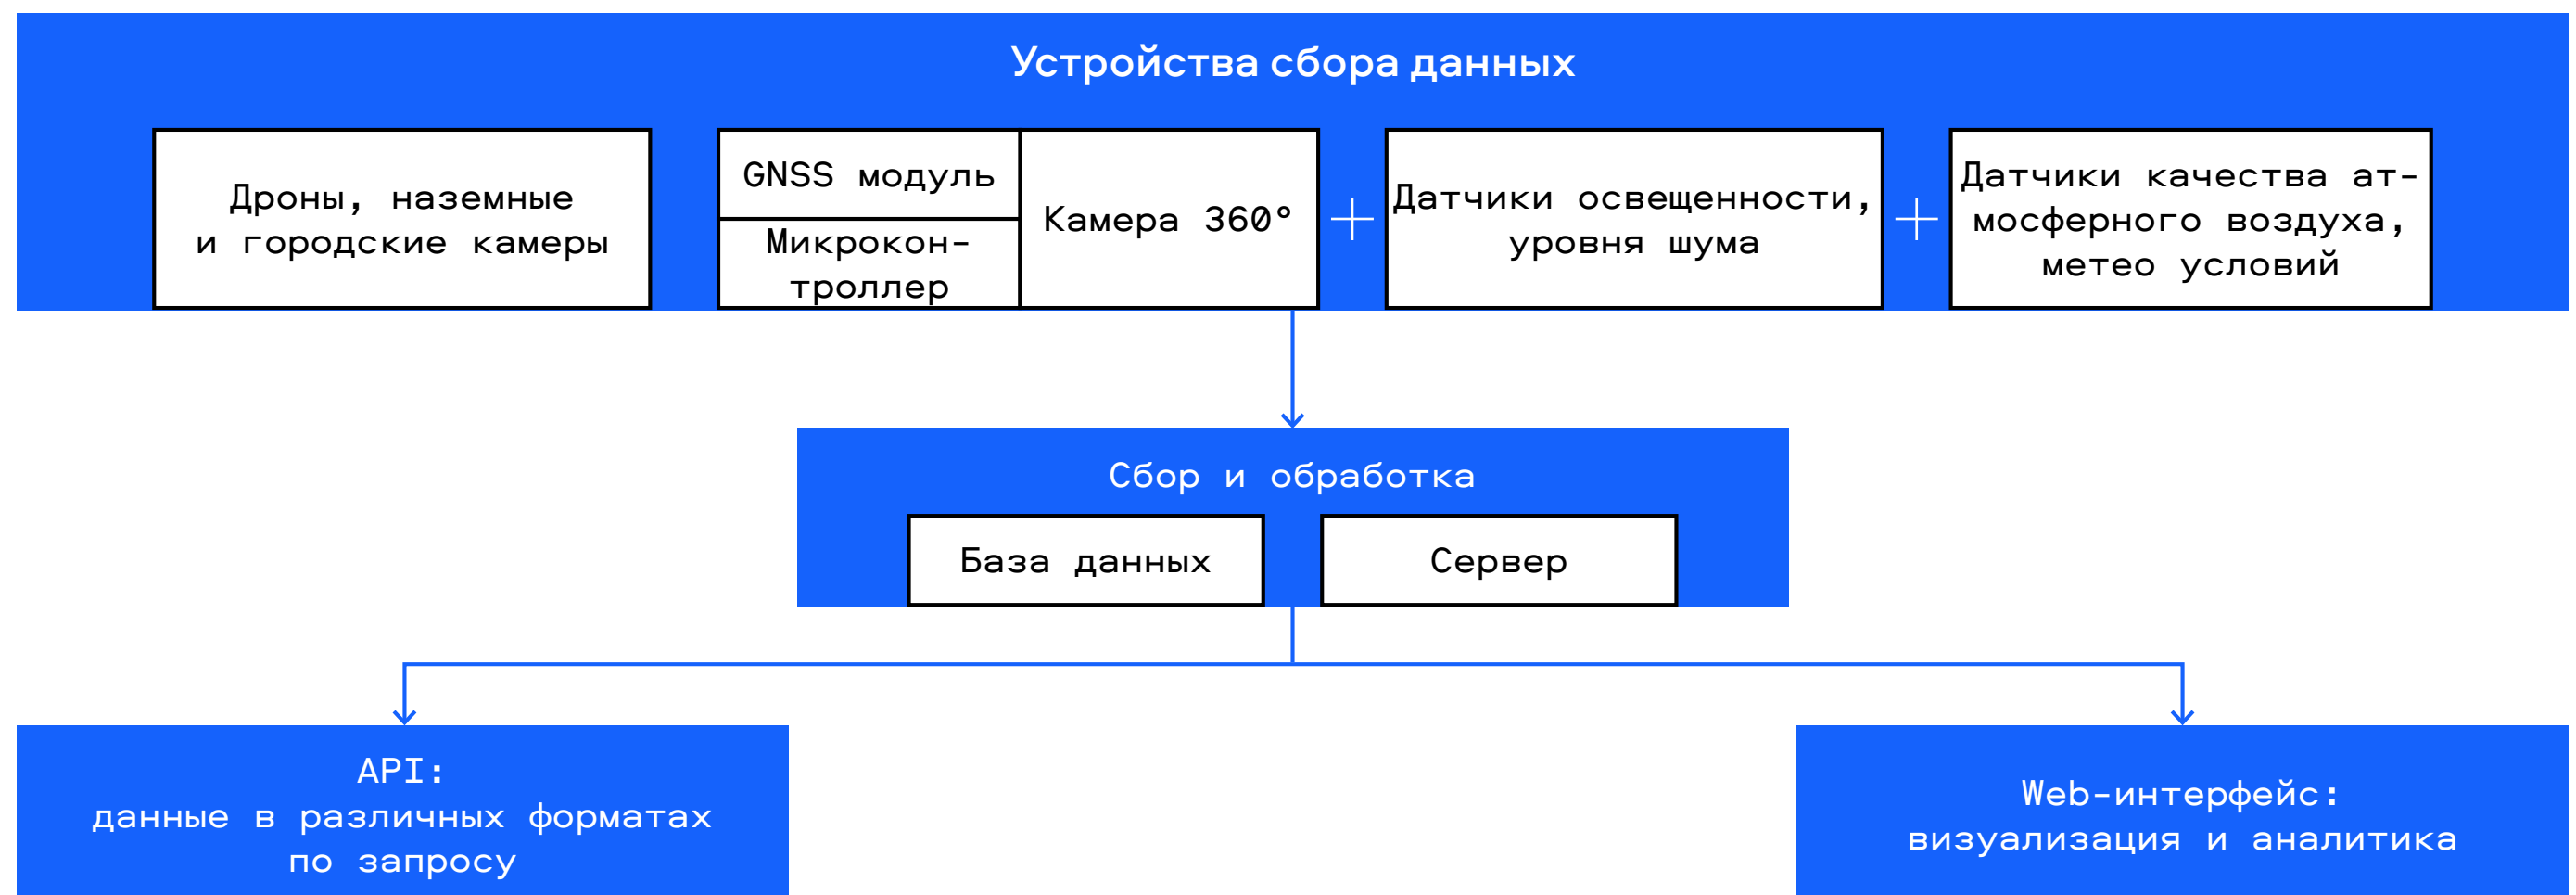 Устройства сбора данных
Дроны, наземные
и городские камеры
GNSS модуль
Микрокон-
троллер
Камера 360°
+
Датчики освещенности,
уровня шума
+
Датчики качества ат-
мосферного воздуха,
метео условий
Сбор и обработка
База данных
Сервер
API:
данные в различных форматах
по запросу
Web-интерфейс:
визуализация и аналитика